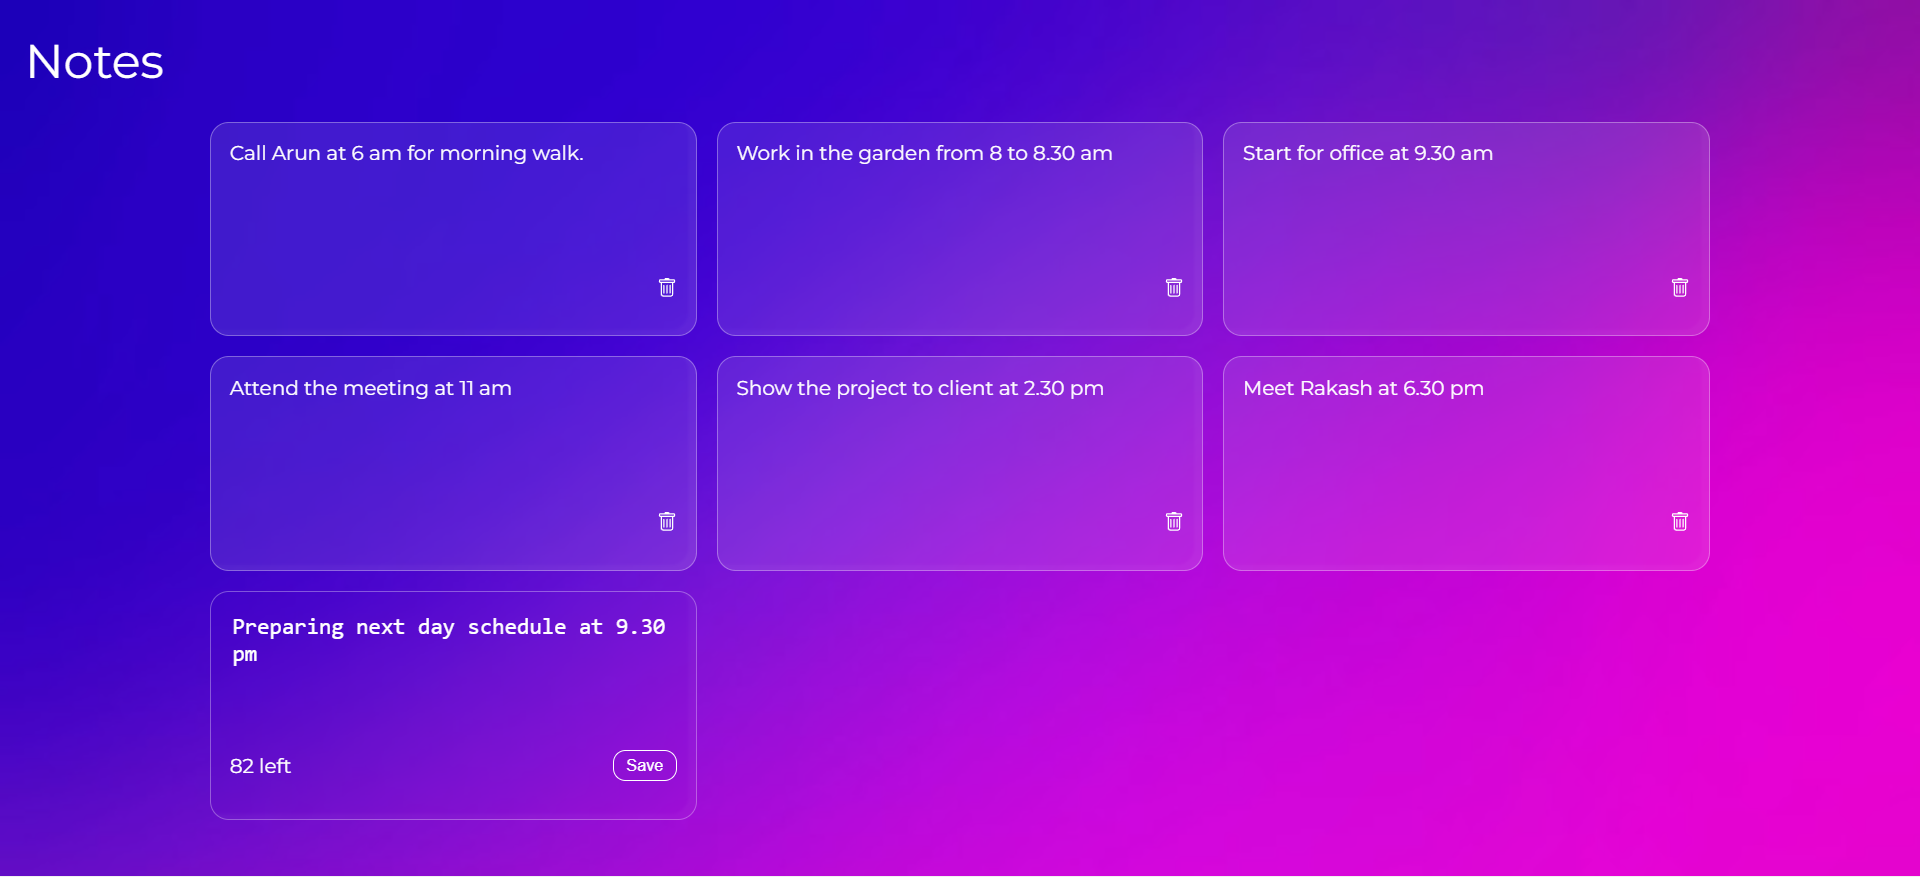 Notes
Call Arun at 6 am for morning walk.
Work in the garden from 8 to 8.30 am
Start for office at 9.30 am
Attend the meeting at 11 am
Show the project to client at 2.30 pm
Meet Rakash at 6.30 pm
Preparing next day schedule at 9.30
pm
82 left
Save